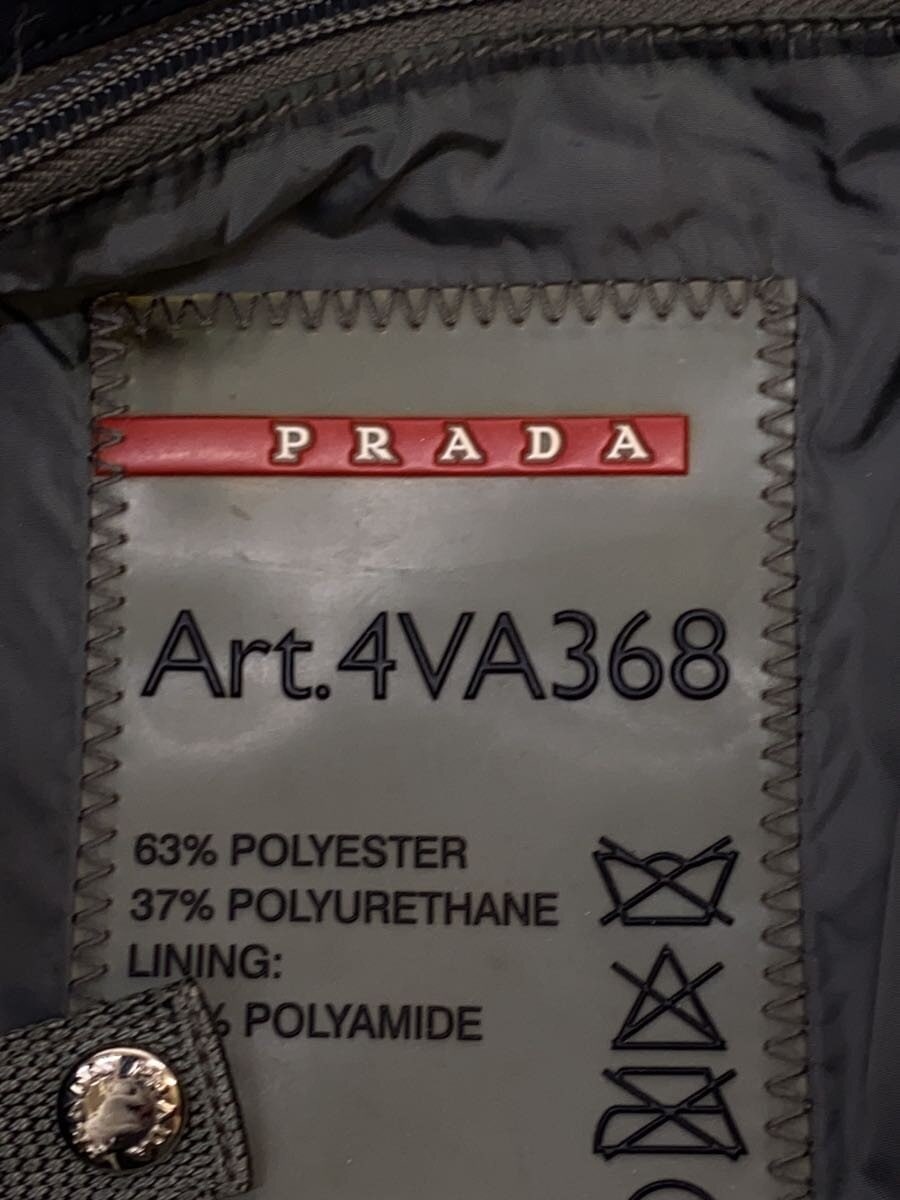 PRADA
Art.4VA368
63% POLYESTER
37% POLYURETHANE
LINING:
% POLYAMIDE